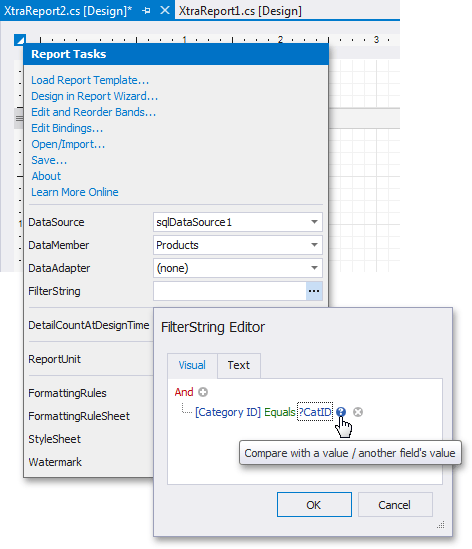 XtraReport2.cs [Design]* XtraReport1.cs [Design]
1 2 3
Report Tasks
Load Report Template...
Design in Report Wizard...
Edit and Reorder Bands...
Edit Bindings...
Open/Import...
Save...
About
Learn More Online
DataSource sqlDataSource1
DataMember Products
DataAdapter (none)
FilterString ...
DetailCountAtDesignTime
ReportUnit
FormattingRules
FormattingRuleSheet
StyleSheet
Watermark
1
FilterString Editor
Visual Text
And
[Category ID] Equals ?CatID ?
Compare with a value / another field's value
OK Cancel